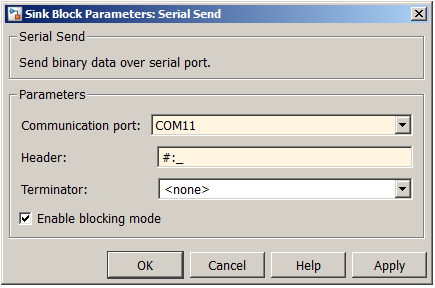 Sink Block Parameters: Serial Send
Serial Send
Send binary data over serial port.
Parameters
Communication port: COM11
Header: #:_
Terminator: <none>
Enable blocking mode
OK Cancel Help Apply